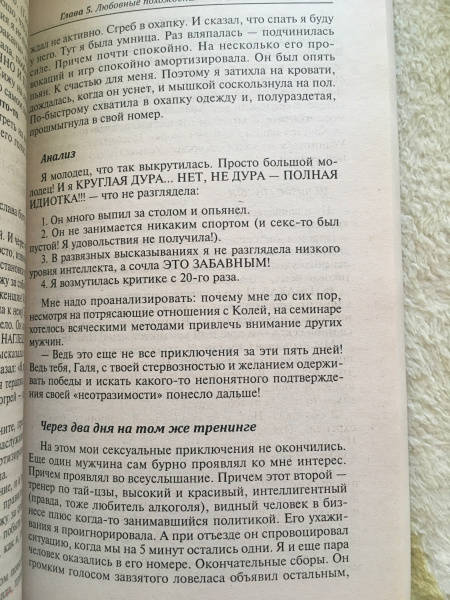 Глава 5. Любовные
ждал не активно. Сгреб в охапку. И сказал, что спать я буду
у него. Тут я была умница. Раз вляпалась — подчинилась
силе. Причем почти спокойно. На несколько его про-
вокаций и игр спокойно амортизировала. Он был опять
пьян. К счастью для меня. Поэтому я затихла на кровати,
дождалась, когда он уснет, и мышкой соскользнула на пол.
По-быстрому схватила в охапку одежду и, полураздетая,
прошмыгнула в свой номер.
Анализ
Я молодец, что так выкрутилась. Просто большой мо-
лодец! И я КРУГЛАЯ ДУРА... НЕТ, НЕ ДУРА — ПОЛНАЯ
ИДИОТКА!!! — что не разглядела:
1. Он много выпил за столом и опьянел.
2. Он не занимается никаким спортом (и секс-то был
пустой! Я удовольствия не получила!).
3. В развязных высказываниях я не разглядела низкого
уровня интеллекта, а сочла ЭТО ЗАБАВНЫМ!
4. Я возмутилась критике с 20-го раза.
Мне надо проанализировать: почему мне до сих пор,
несмотря на потрясающие отношения с Колей, на семинаре
хотелось всяческими методами привлечь внимание других
мужчин.
— Ведь это еще не все приключения за эти пять дней!
Ведь тебя, Галя, с твоей стервозностью и желанием одержи-
вать победы и искать какого-то непонятного подтвержде-
ния своей «неотразимости» понесло дальше!
Через два дня на том же тренинге
На этом мои сексуальные приключения не окончились.
Еще один мужчина сам бурно проявлял ко мне интерес.
Причем проявлял во всеуслышание. Причем этот второй —
тренер по тай-цзы, высокий и красивый, интеллигентный
(правда, тоже любитель алкоголя), видный человек в биз-
несе плюс когда-то занимавшийся политикой. Его ухажи-
вания я проигнорировала. А при отъезде он спровоцировал
ситуацию, когда мы на 5 минут остались одни. Я и еще пара
человек оказались в его номере. Окончательные сборы. Он
громким голосом завзятого ловеласа объявил остальным,